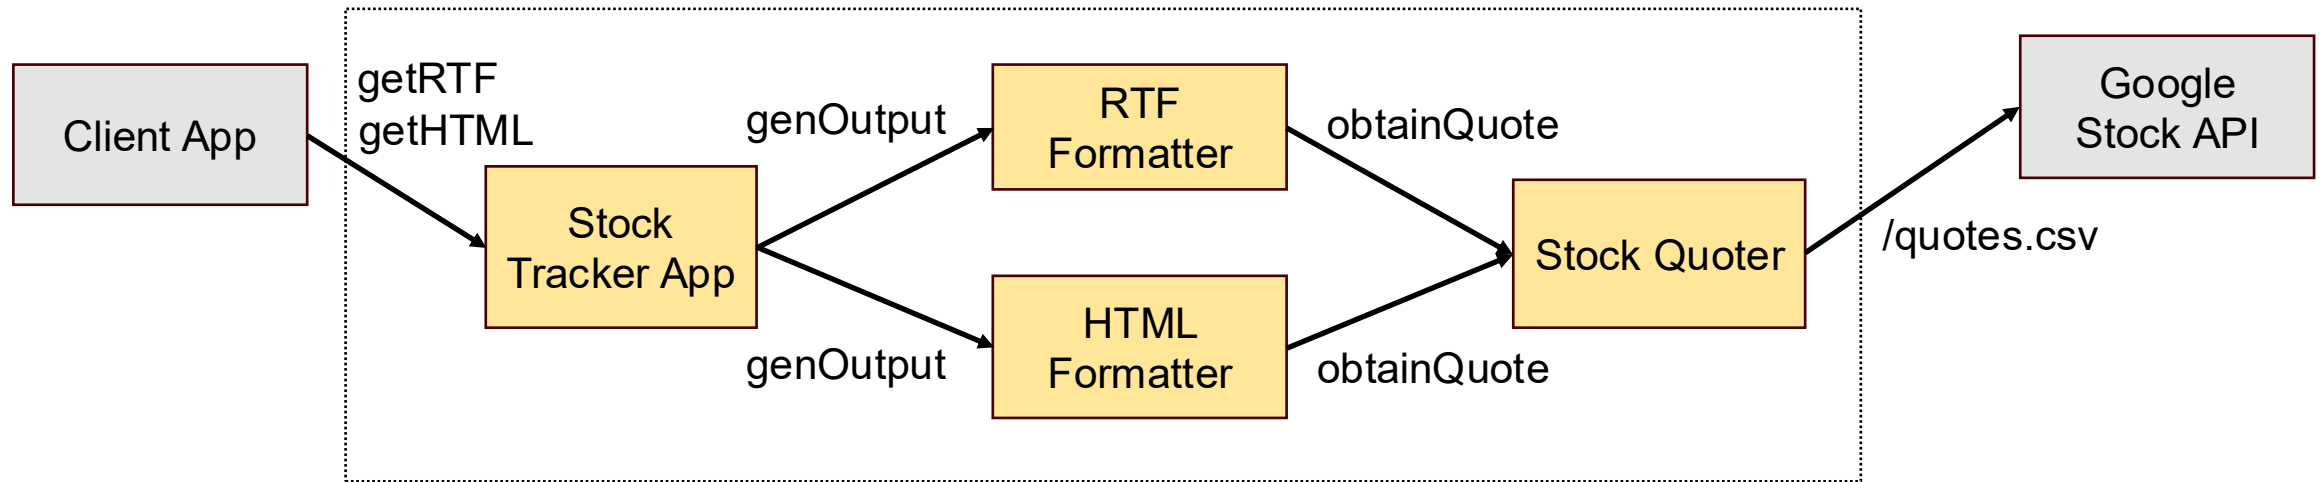 Client App
getRTF
getHTML
Stock
Tracker App
genOutput
genOutput
RTF
Formatter
HTML
Formatter
obtainQuote
obtainQuote
Stock Quoter
/quotes.csv
Google
Stock API